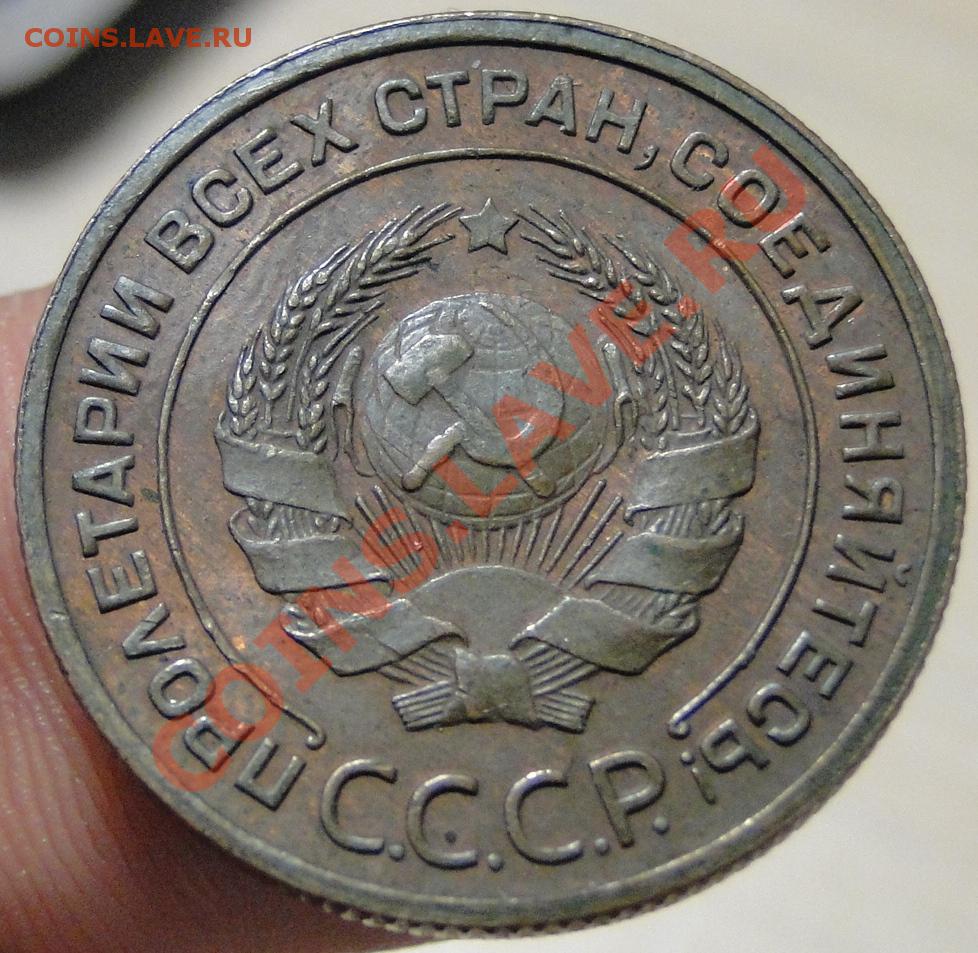 COINS.LAVE.RU
ПРОЛЕТАРИИ ВСЕХ СТРАН, СОЕДИНЯЙТЕСЬ!
С.С.С.Р.
COINS.LAVE.RU